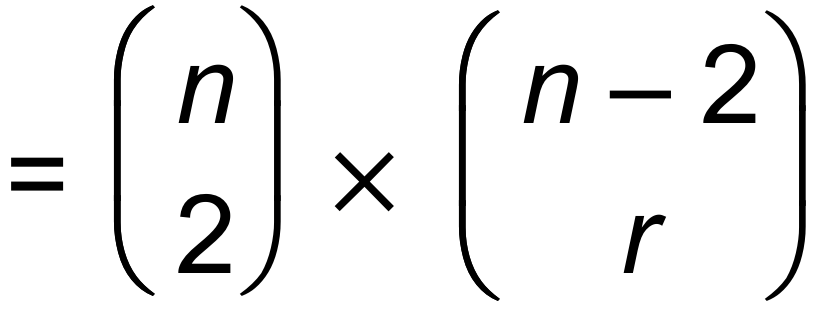 = (n 2) × (n – 2 r)